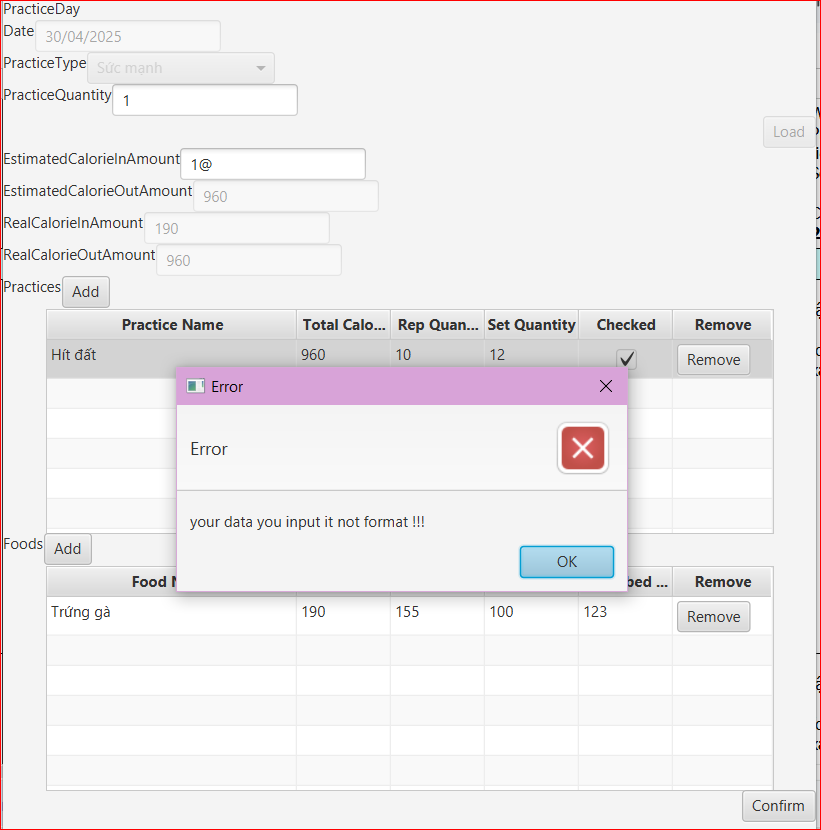 PracticeDay
Date 30/04/2025
PracticeType Sức mạnh
PracticeQuantity 1
Load
EstimatedCalorieInAmount 1@
EstimatedCalorieOutAmount 960
RealCalorieInAmount 190
RealCalorieOutAmount 960
Practices Add
Practice Name Total Calo... Rep Quan... Set Quantity Checked Remove
Hít đất 960 10 12 Remove
Error
Error
your data you input it not format !!!
OK
Foods Add
Food Remove
Trứng gà 190 155 100 123 Remove
Confirm